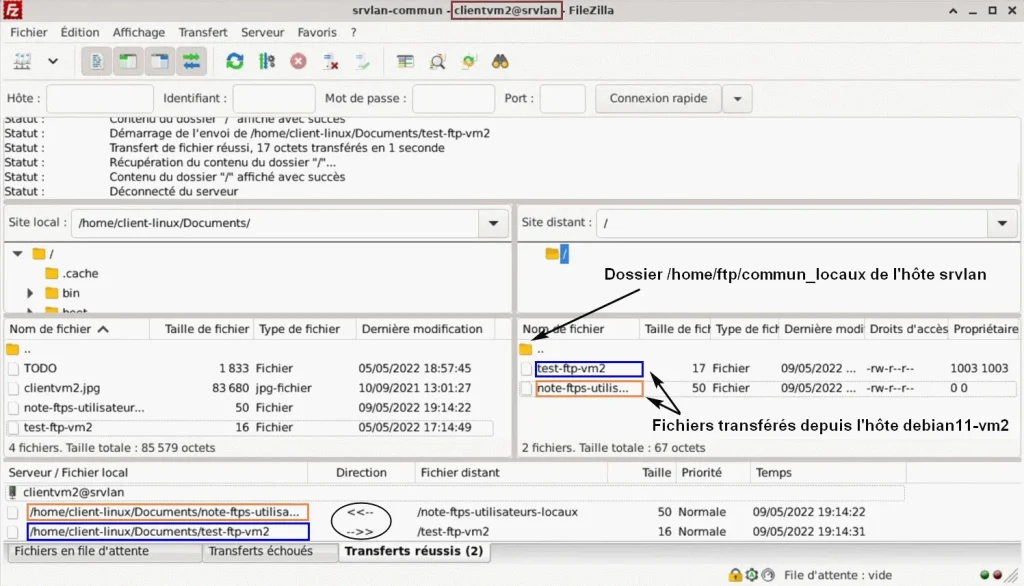 srvlan-commun - clientvm2@srvlan - FileZilla
Fichier Édition Affichage Transfert Serveur Favoris ?
Hôte : Identifiant : Mot de passe : Port : Connexion rapide
Statut : Contenu du dossier "/" affiché avec succès
Statut : Démarrage de l'envoi de /home/client-linux/Documents/test-ftp-vm2
Statut : Transfert de fichier réussi, 17 octets transférés en 1 seconde
Statut : Récupération du contenu du dossier "/"...
Statut : Contenu du dossier "/" affiché avec succès
Statut : Déconnecté du serveur
Site local : /home/client-linux/Documents/
/
.cache
bin
boot
Site distant : /
/
Dossier /home/ftp/commun_locaux de l'hôte srvlan
Nom de fichier Taille de fichier Type de fichier Dernière modification
..
TODO 1 833 Fichier 05/05/2022 18:57:45
clientvm2.jpg 83 680 jpg-fichier 10/09/2021 13:01:27
note-ftps-utilisateur... 50 Fichier 09/05/2022 19:14:22
test-ftp-vm2 16 Fichier 05/05/2022 17:14:49
4 fichiers. Taille totale : 85 579 octets
Nom de fichier Taille de fich Type de fich Dernière modi Droits d'accès Propriétaire
..
test-ftp-vm2 17 Fichier 09/05/2022 ... -rw-r--r-- 1003 1003
note-ftps-utilis... 50 Fichier 09/05/2022 ... -rw-r--r-- 0 0
Fichiers transférés depuis l'hôte debian11-vm2
2 fichiers. Taille totale : 67 octets
Serveur / Fichier local Direction Fichier distant Taille Priorité Temps
clientvm2@srvlan
/home/client-linux/Documents/note-ftps-utilisa... <<-- /note-ftps-utilisateurs-locaux 50 Normale 09/05/2022 19:14:22
/home/client-linux/Documents/test-ftp-vm2 -->> /test-ftp-vm2 16 Normale 09/05/2022 19:14:31
Fichiers en file d'attente Transferts échoués Transferts réussis (2)
File d'attente : vide